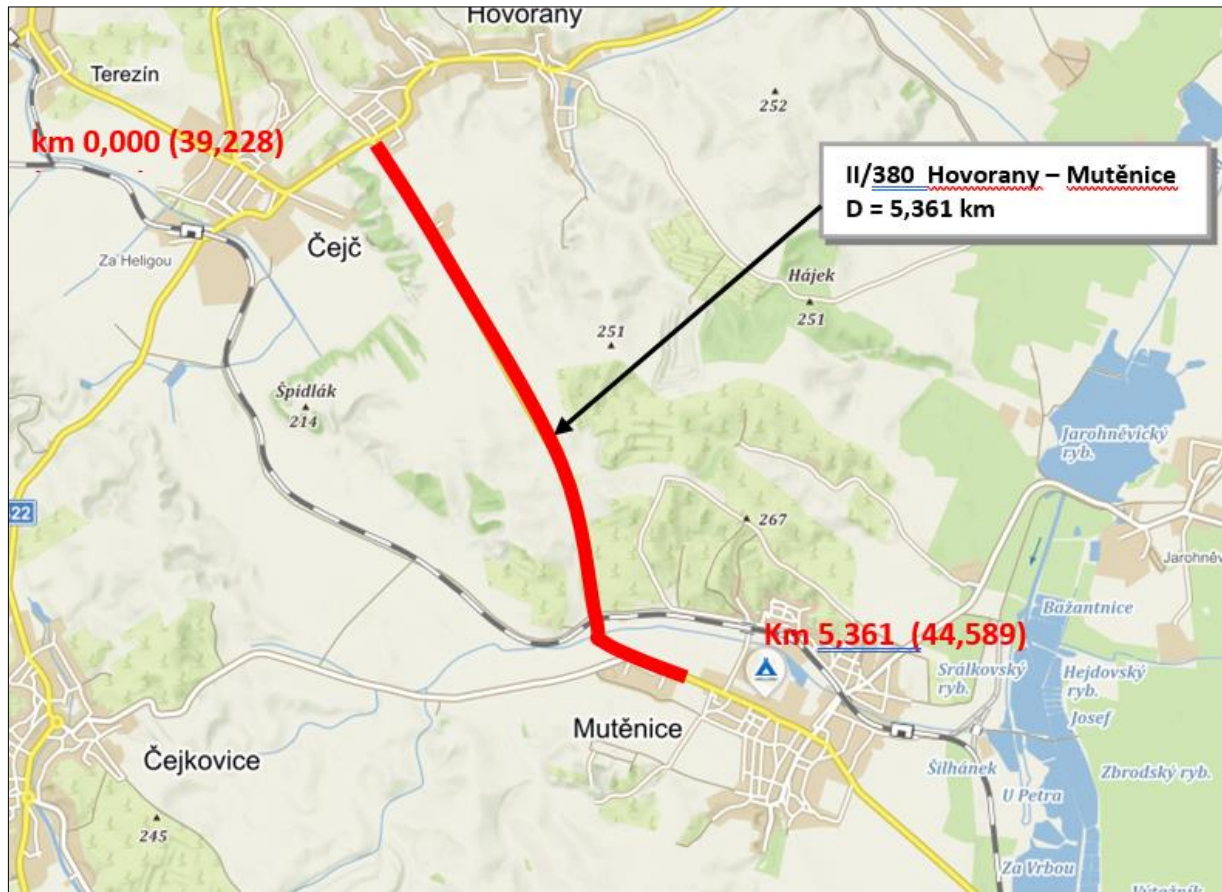 Hovorany
Terezín
252
km 0,000 (39,228)
II/380 Hovorany – Mutěnice
D = 5,361 km
Čejč
Za Heligou
Hájek
251
251
Špidlák
214
Jarohněvický
ryb.
22
267
Jarohně
Bažantnice
Km 5,361 (44,589)
Srálkovský
ryb.
Hejdovský
ryb.
Josef
Mutěnice
Čejkovice
Šilhánek
Zbrodský ryb.
U Petra
245
Za Vrbou
Výtažník